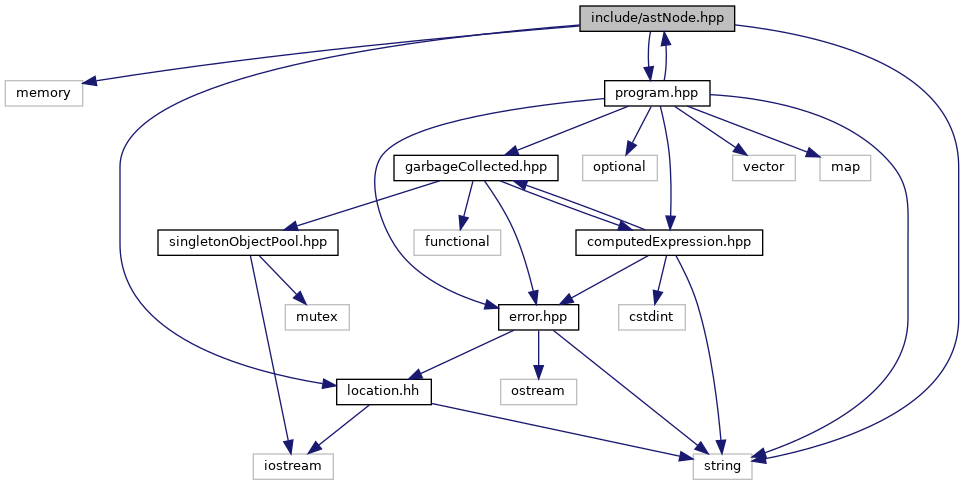 include/astNode.hpp
memory
program.hpp
garbageCollected.hpp
optional
vector
map
singletonObjectPool.hpp
functional
computedExpression.hpp
mutex
error.hpp
cstdint
location.hh
ostream
iostream
string